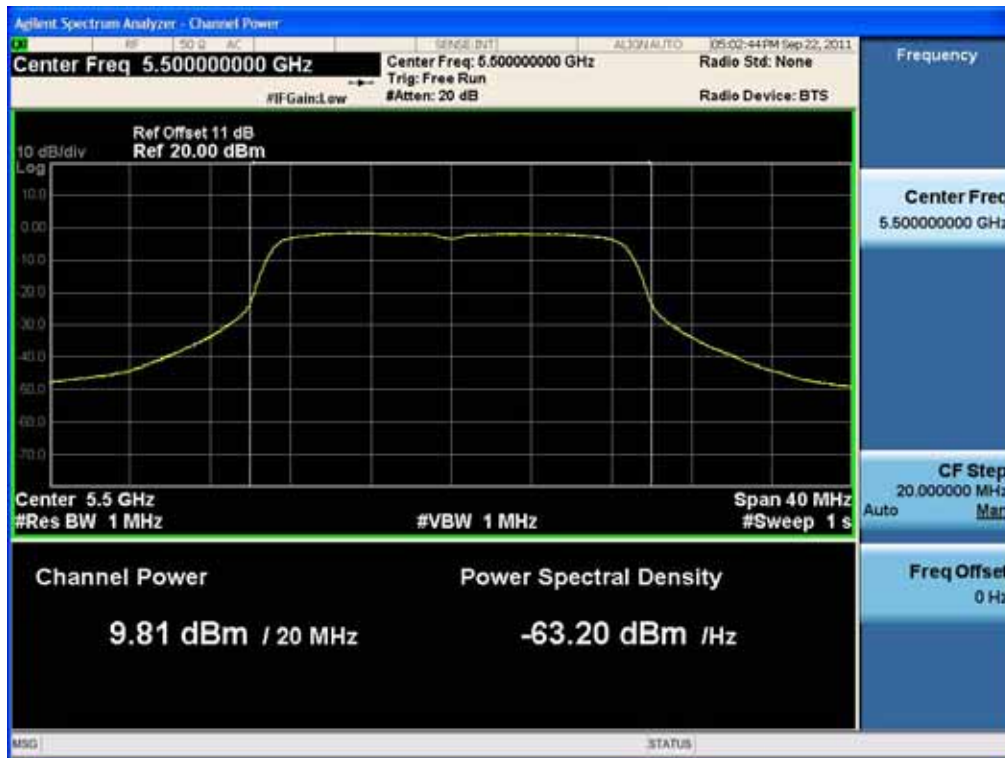 Agilent Spectrum Analyzer - Channel Power
RF 50 Ω AC SENSE:INT ALIGN AUTO 05:02:44 PM Sep 22, 2011
Center Freq 5.500000000 GHz
Center Freq: 5.500000000 GHz
Radio Std: None
Trig: Free Run
#IFGain:Low
#Atten: 20 dB
Radio Device: BTS
Ref Offset 11 dB
10 dB/div Ref 20.00 dBm
Log
10.0
0.00
-10.0
-20.0
-30.0
-40.0
-50.0
-60.0
-70.0
Center 5.5 GHz
Span 40 MHz
#Res BW 1 MHz
#VBW 1 MHz
#Sweep 1 s
Channel Power
Power Spectral Density
9.81 dBm / 20 MHz
-63.20 dBm /Hz
MSG
STATUS
Frequency
Center Freq
5.500000000 GHz
CF Step
20.000000 MHz
Auto Man
Freq Offset
0 Hz